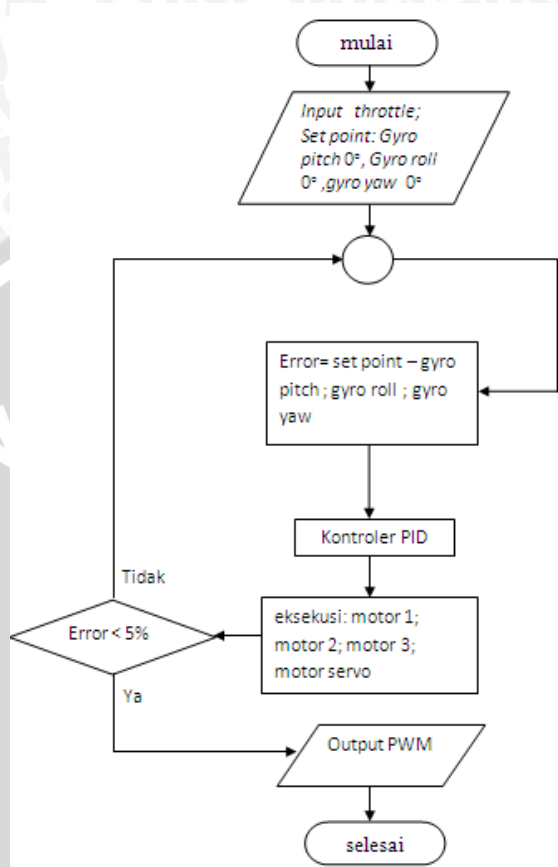 mulai
Input throttle;
Set point: Gyro
pitch 0°, Gyro roll
0° ,gyro yaw 0°
Error= set point – gyro
pitch ; gyro roll ; gyro
yaw
Kontroler PID
eksekusi: motor 1;
motor 2; motor 3;
motor servo
Tidak
Error < 5%
Ya
Output PWM
selesai